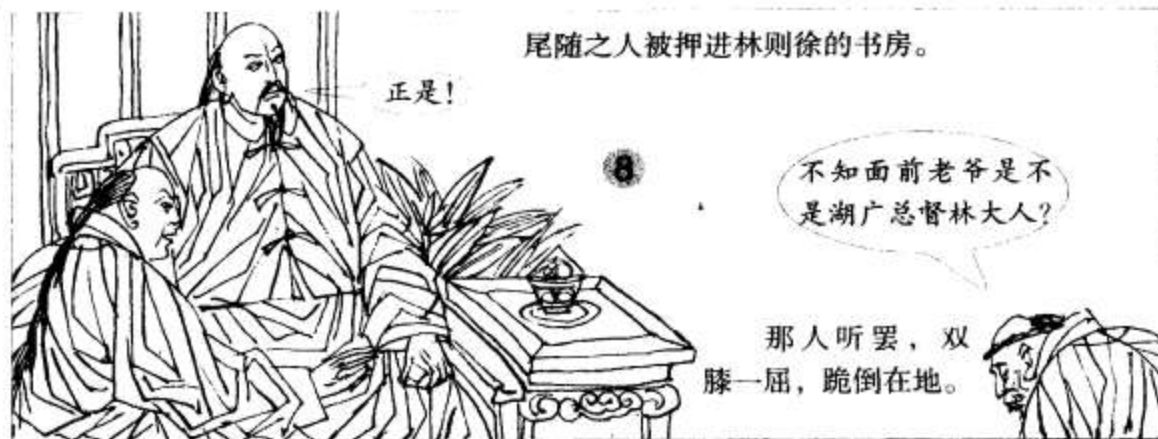 尾随之人被押进林则徐的书房。
正是！
8
不知面前老爷是不
是湖广总督林大人？
那人听罢，双
膝一屈，跪倒在地。